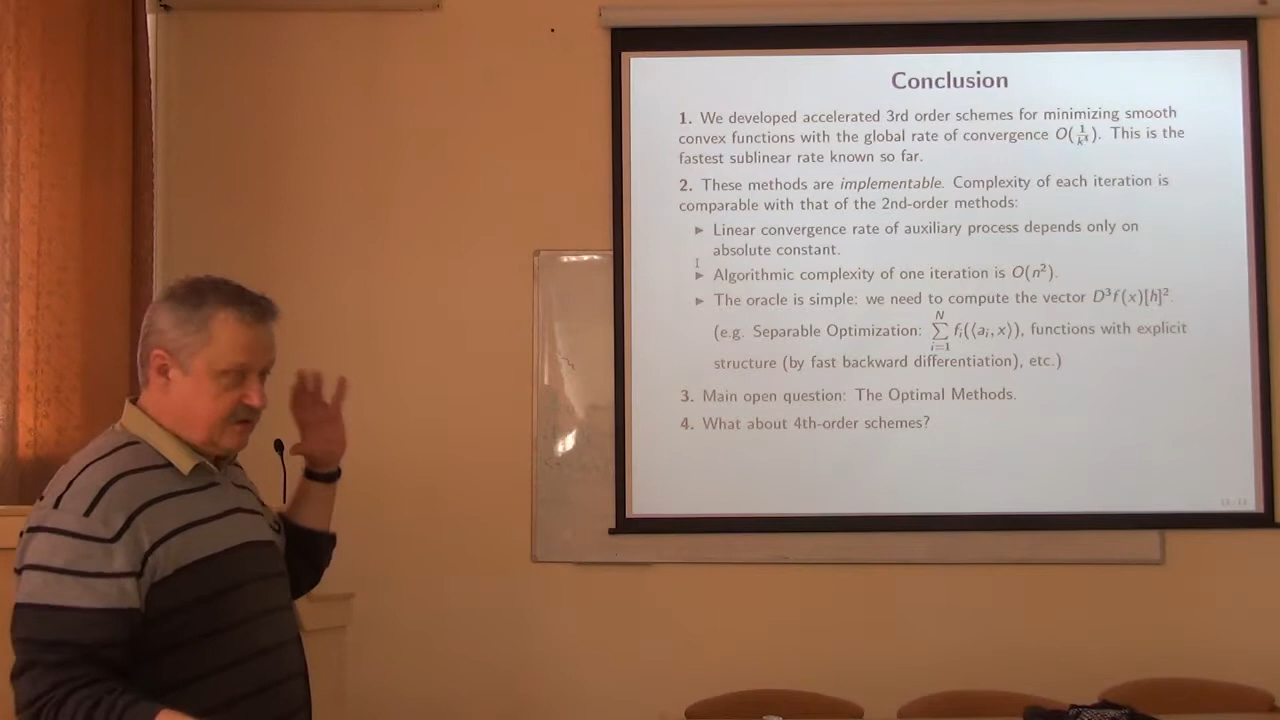 Conclusion
1. We developed accelerated 3rd order schemes for minimizing smooth
convex functions with the global rate of convergence O(1/k⁴). This is the
fastest sublinear rate known so far.
2. These methods are implementable. Complexity of each iteration is
comparable with that of the 2nd-order methods:
▶ Linear convergence rate of auxiliary process depends only on
absolute constant.
▶ Algorithmic complexity of one iteration is O(n²).
▶ The oracle is simple: we need to compute the vector D³f(x)[h]².
(e.g. Separable Optimization: ∑_{i=1}^{N} f_i(⟨a_i, x⟩), functions with explicit
structure (by fast backward differentiation), etc.)
3. Main open question: The Optimal Methods.
4. What about 4th-order schemes?